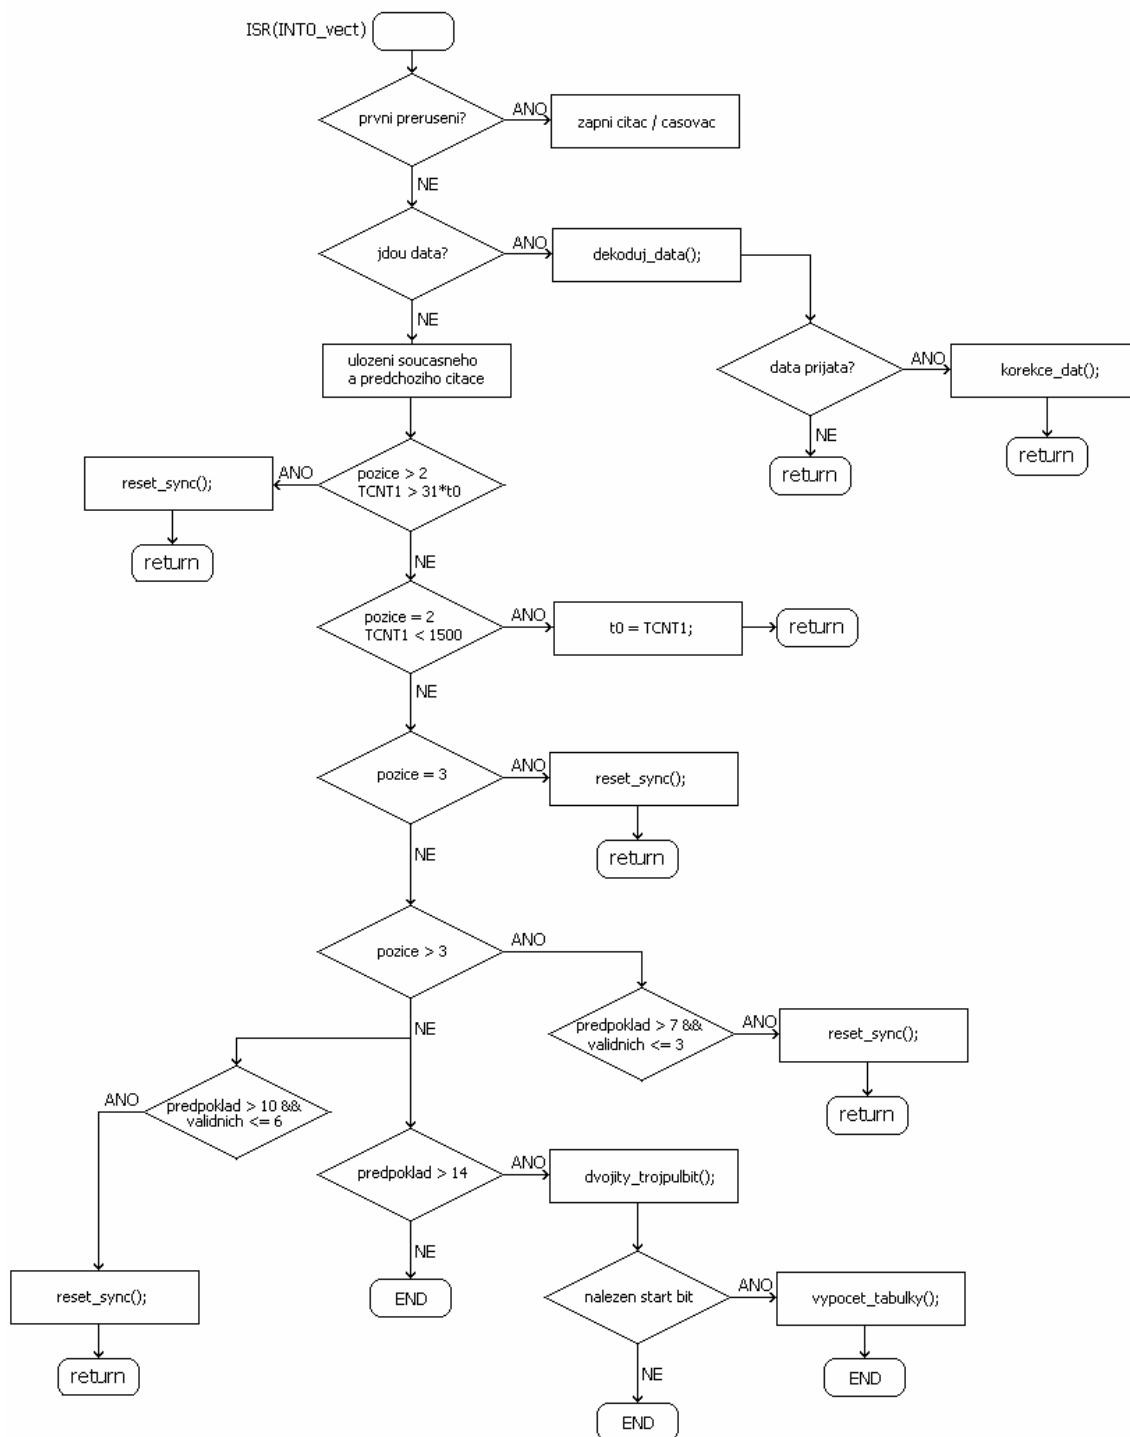 ISR(INT0_vect)
prvni preruseni?
ANO
zapni citac / casovac
NE
jdou data?
ANO
dekoduj_data();
NE
data prijata?
ANO
korekce_dat();
return
NE
return
ulozeni soucasneho
a predchoziho citace
pozice > 2
TCNT1 > 31*t0
ANO
reset_sync();
return
NE
pozice = 2
TCNT1 < 1500
ANO
t0 = TCNT1;
return
NE
pozice = 3
ANO
reset_sync();
return
NE
pozice > 3
ANO
predpoklad > 7 &&
validnich <= 3
ANO
reset_sync();
return
NE
predpoklad > 10 &&
validnich <= 6
ANO
reset_sync();
return
predpoklad > 14
ANO
dvojity_trojpulbit();
NE
END
nalezen start bit
ANO
vypocet_tabulky();
END
NE
END